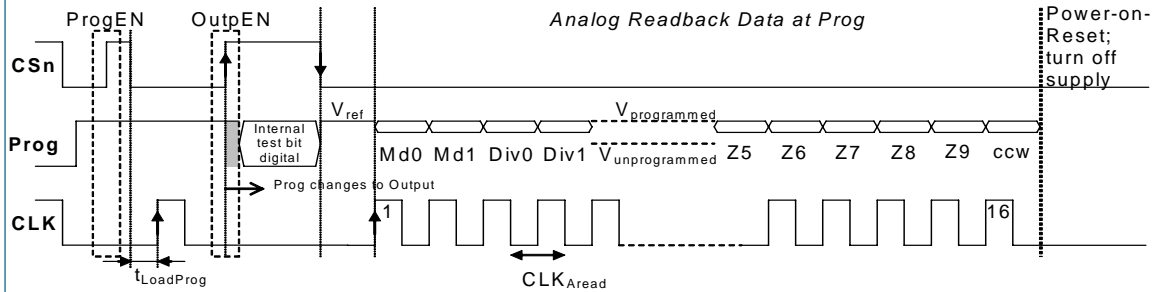 ProgEN OutpEN Analog Readback Data at Prog Power-on-
Reset;
turn off
supply
CSn
Vref Vprogrammed
Prog
Internal
test bit
digital
Md0 Md1 Div0 Div1 Vunprogrammed Z5 Z6 Z7 Z8 Z9 ccw
Prog changes to Output
CLK
1 16
tLoadProg
CLKAread